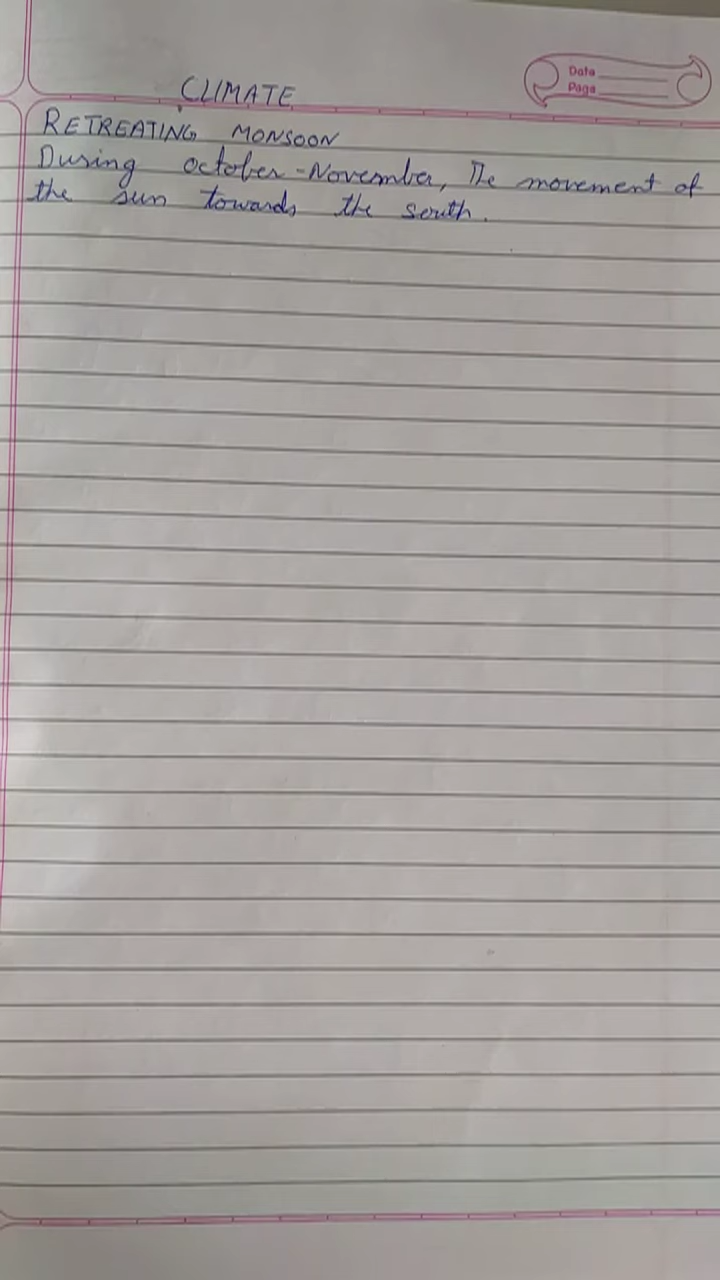 CLIMATE
Date
Page
RETREATING MONSOON
During October-November, The movement of
the sun towards the south.